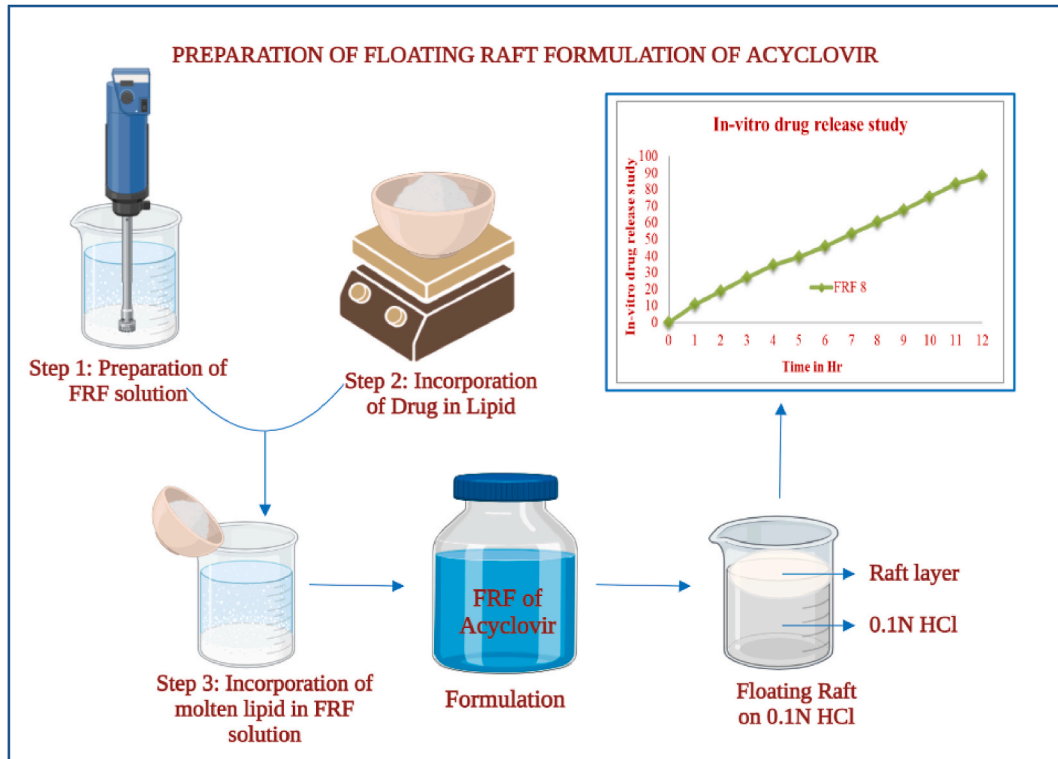 PREPARATION OF FLOATING RAFT FORMULATION OF ACYCLOVIR
Step 1: Preparation of
FRF solution
Step 2: Incorporation
of Drug in Lipid
In-vitro drug release study
In-vitro drug release study
100
90
80
70
60
50
40
30
20
10
0
FRF 8
0 1 2 3 4 5 6 7 8 9 10 11 12
Time in Hr
Step 3: Incorporation of
molten lipid in FRF
solution
FRF of
Acyclovir
Formulation
Raft layer
0.1N HCl
Floating Raft
on 0.1N HCl